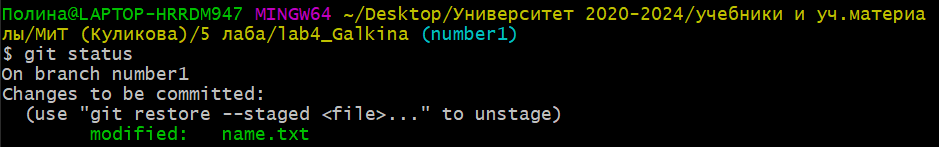 Полина@LAPTOP-HRRDM947 MINGW64 ~/Desktop/Университет 2020-2024/учебники и уч.материа
лы/МиТ (Куликова)/5 лаба/lab4_Galkina (number1)
$ git status
On branch number1
Changes to be committed:
  (use "git restore --staged <file>..." to unstage)
        modified:   name.txt